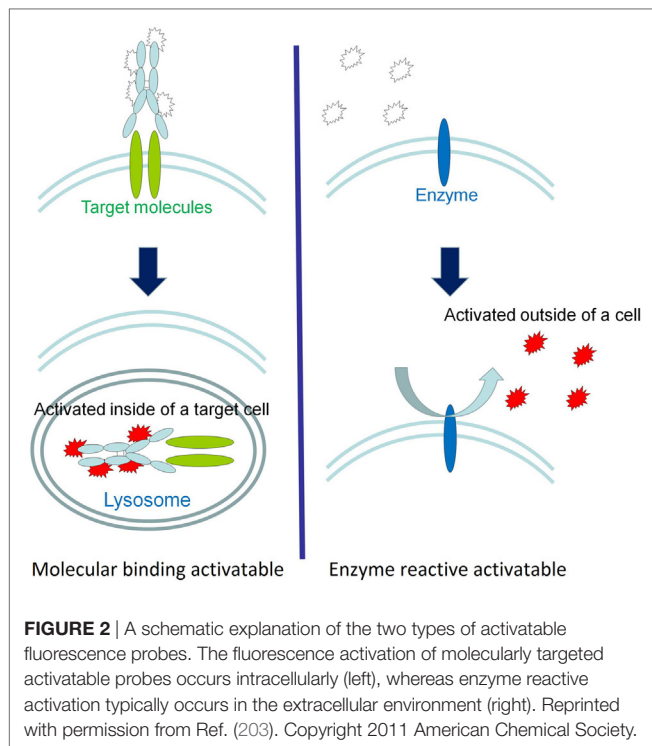 Target molecules
Enzyme
Activated outside of a cell
Activated inside of a target cell
Lysosome
Molecular binding activatable
Enzyme reactive activatable
FIGURE 2 | A schematic explanation of the two types of activatable
fluorescence probes. The fluorescence activation of molecularly targeted
activatable probes occurs intracellularly (left), whereas enzyme reactive
activation typically occurs in the extracellular environment (right). Reprinted
with permission from Ref. (203). Copyright 2011 American Chemical Society.